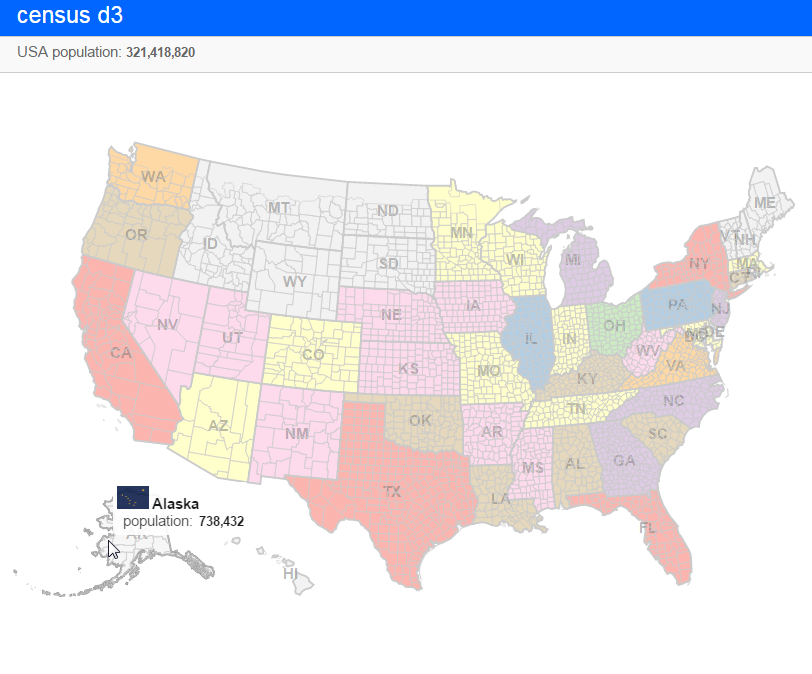 census d3
USA population: 321,418,820
WA
MT
ND
ME
OR
MN
VT
NH
ID
SD
WI
MI
NY
MA
CT
WY
NE
IA
PA
NJ
NV
UT
IL
IN
OH
DE
CA
CO
KS
MO
WV
VA
KY
AZ
NM
OK
AR
TN
NC
SC
MS
AL
GA
TX
LA
FL
Alaska
population: 738,432
AK
HI